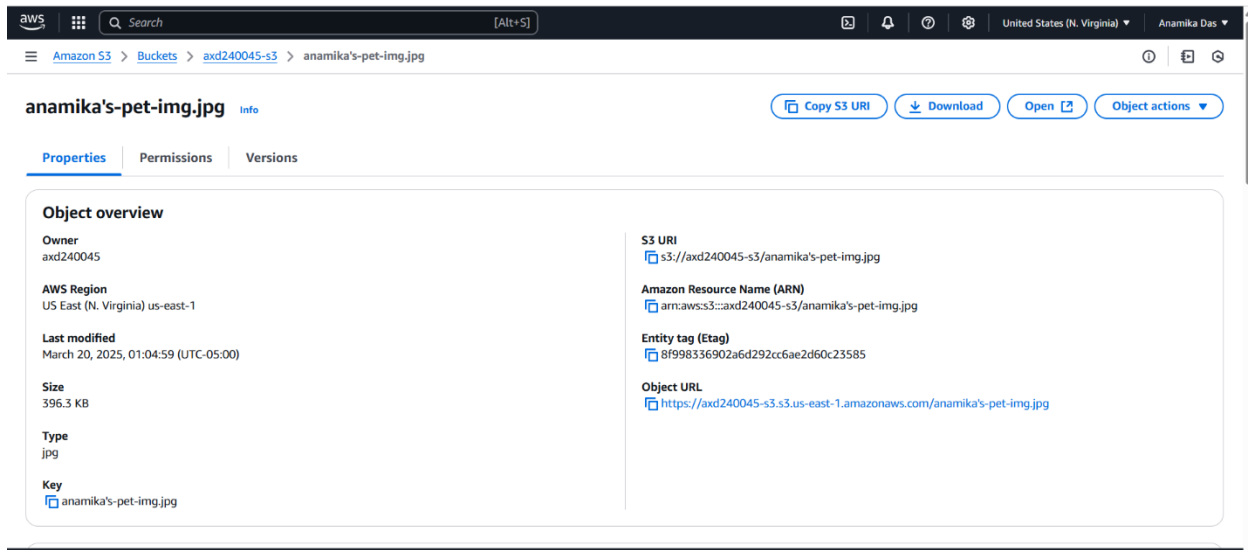 aws Search [Alt+S] United States (N. Virginia) Anamika Das
Amazon S3 > Buckets > axd240045-s3 > anamika's-pet-img.jpg
anamika's-pet-img.jpg Info Copy S3 URI Download Open Object actions
Properties Permissions Versions
Object overview
Owner
axd240045
AWS Region
US East (N. Virginia) us-east-1
Last modified
March 20, 2025, 01:04:59 (UTC-05:00)
Size
396.3 KB
Type
jpg
Key
anamika's-pet-img.jpg
S3 URI
s3://axd240045-s3/anamika's-pet-img.jpg
Amazon Resource Name (ARN)
arn:aws:s3:::axd240045-s3/anamika's-pet-img.jpg
Entity tag (Etag)
8f998336902a6d292cc6ae2d60c23585
Object URL
https://axd240045-s3.s3.us-east-1.amazonaws.com/anamika's-pet-img.jpg